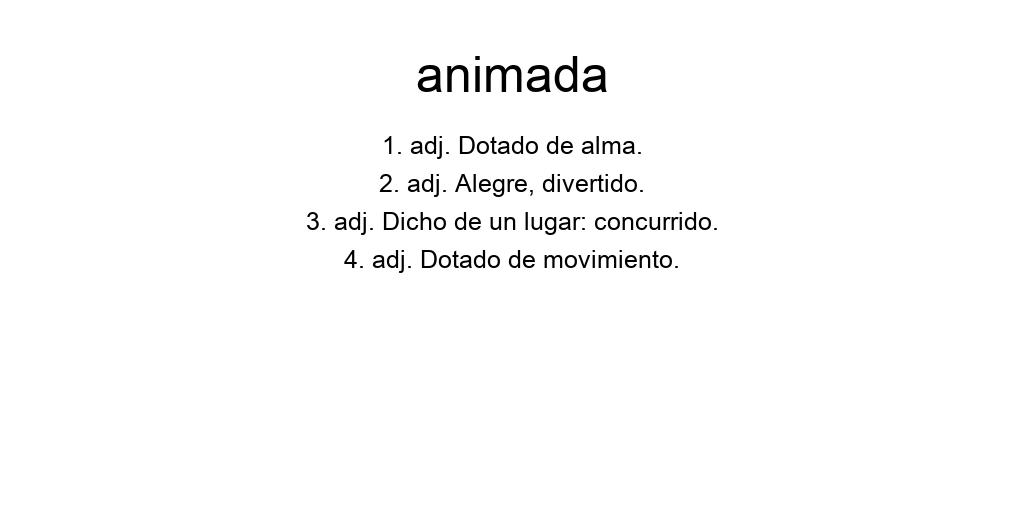 animada
1. adj. Dotado de alma.
2. adj. Alegre, divertido.
3. adj. Dicho de un lugar: concurrido.
4. adj. Dotado de movimiento.